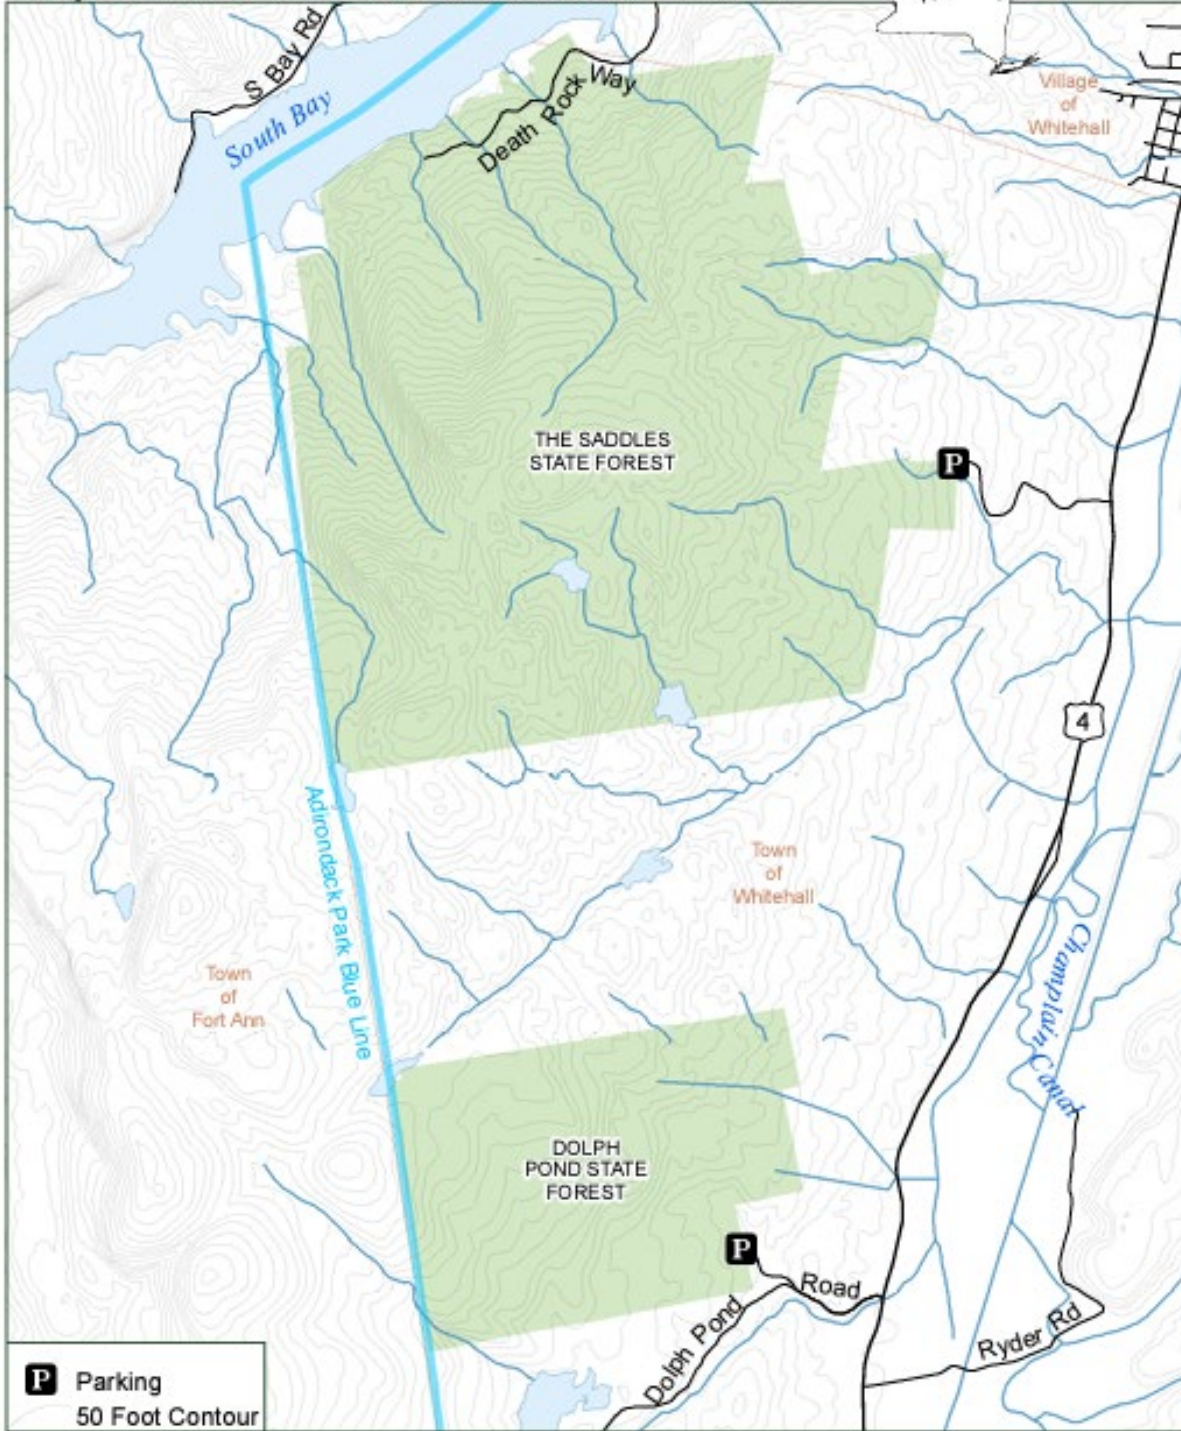 S Bay Rd
South Bay
Death Rock Way
Village
of
Whitehall
THE SADDLES
STATE FOREST
P
4
Adirondack Park Blue Line
Town
of
Whitehall
Town
of
Fort Ann
Champlain Canal
DOLPH
POND STATE
FOREST
P
Dolph Pond Road
Ryder Rd
P Parking
50 Foot Contour